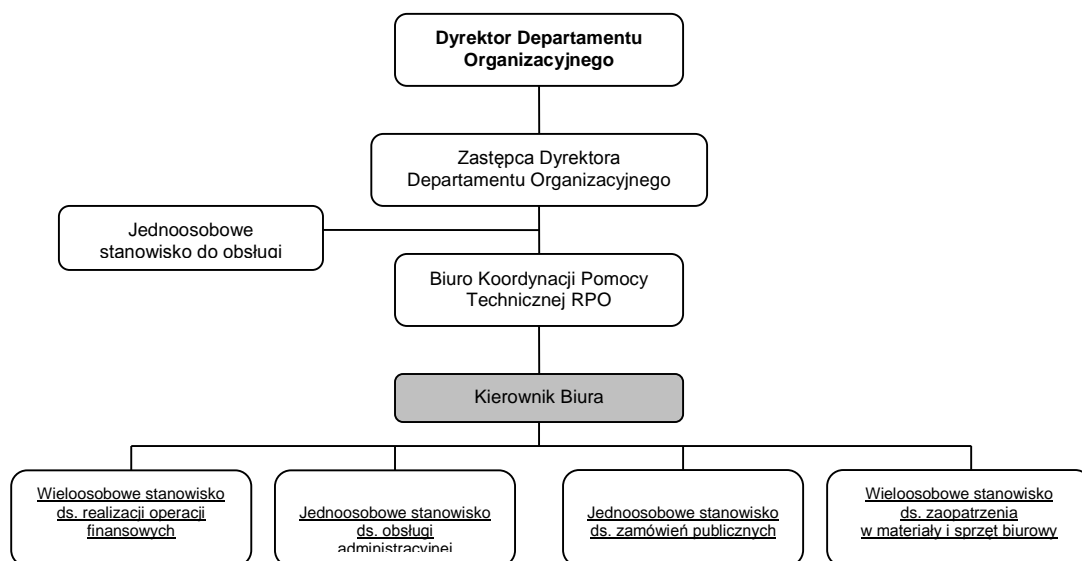 Dyrektor Departamentu
Organizacyjnego
Zastępca Dyrektora
Departamentu Organizacyjnego
Jednoosobowe
stanowisko do obsługi
Biuro Koordynacji Pomocy
Technicznej RPO
Kierownik Biura
Wieloosobowe stanowisko
ds. realizacji operacji
finansowych
Jednoosobowe stanowisko
ds. obsługi
administracyjnej
Jednoosobowe stanowisko
ds. zamówień publicznych
Wieloosobowe stanowisko
ds. zaopatrzenia
w materiały i sprzęt biurowy